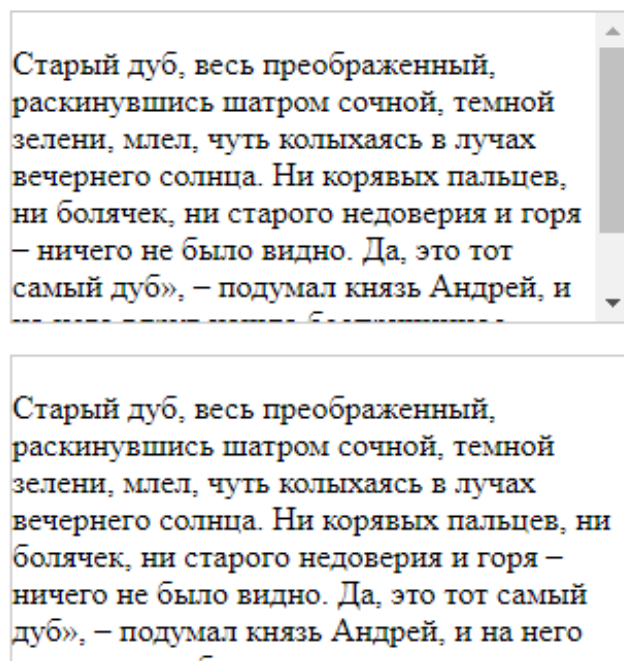 Старый дуб, весь преображенный,
раскинувшись шатром сочной, темной
зелени, млел, чуть колыхаясь в лучах
вечернего солнца. Ни корявых пальцев,
ни болячек, ни старого недоверия и горя
– ничего не было видно. Да, это тот
самый дуб», – подумал князь Андрей, и
Старый дуб, весь преображенный,
раскинувшись шатром сочной, темной
зелени, млел, чуть колыхаясь в лучах
вечернего солнца. Ни корявых пальцев, ни
болячек, ни старого недоверия и горя –
ничего не было видно. Да, это тот самый
дуб», – подумал князь Андрей, и на него